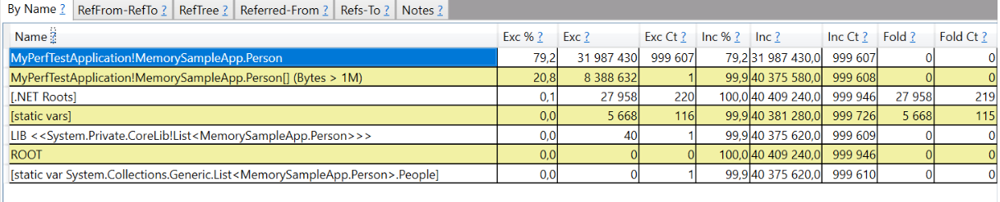 By Name ? RefFrom-RefTo ? RefTree ? Referred-From ? Refs-To ? Notes ?
Name ? Exc % ? Exc ? Exc Ct ? Inc % ? Inc ? Inc Ct ? Fold ? Fold Ct ?
MyPerfTestApplication!MemorySampleApp.Person 79,2 31 987 430 999 607 79,2 31 987 430,0 999 607 0 0
MyPerfTestApplication!MemorySampleApp.Person[] (Bytes > 1M) 20,8 8 388 632 1 99,9 40 375 580,0 999 608 0 0
[.NET Roots] 0,1 27 958 220 100,0 40 409 240,0 999 946 27 958 219
[static vars] 0,0 5 668 116 99,9 40 381 280,0 999 726 5 668 115
LIB <<System.Private.CoreLib!List<MemorySampleApp.Person>>> 0,0 40 1 99,9 40 375 620,0 999 609 0 0
ROOT 0,0 0 0 100,0 40 409 240,0 999 946 0 0
[static var System.Collections.Generic.List<MemorySampleApp.Person>.People] 0,0 0 1 99,9 40 375 620,0 999 610 0 0